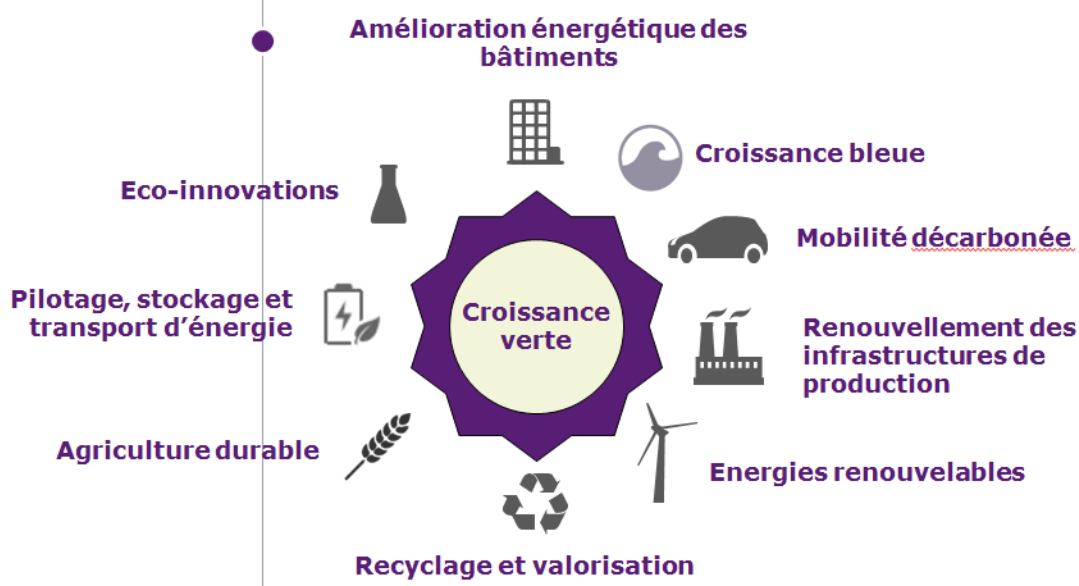 Amélioration énergétique des
bâtiments
Croissance bleue
Eco-innovations
Mobilité décarbonée
Pilotage, stockage et
transport d’énergie
Croissance
verte
Renouvellement des
infrastructures de
production
Agriculture durable
Energies renouvelables
Recyclage et valorisation